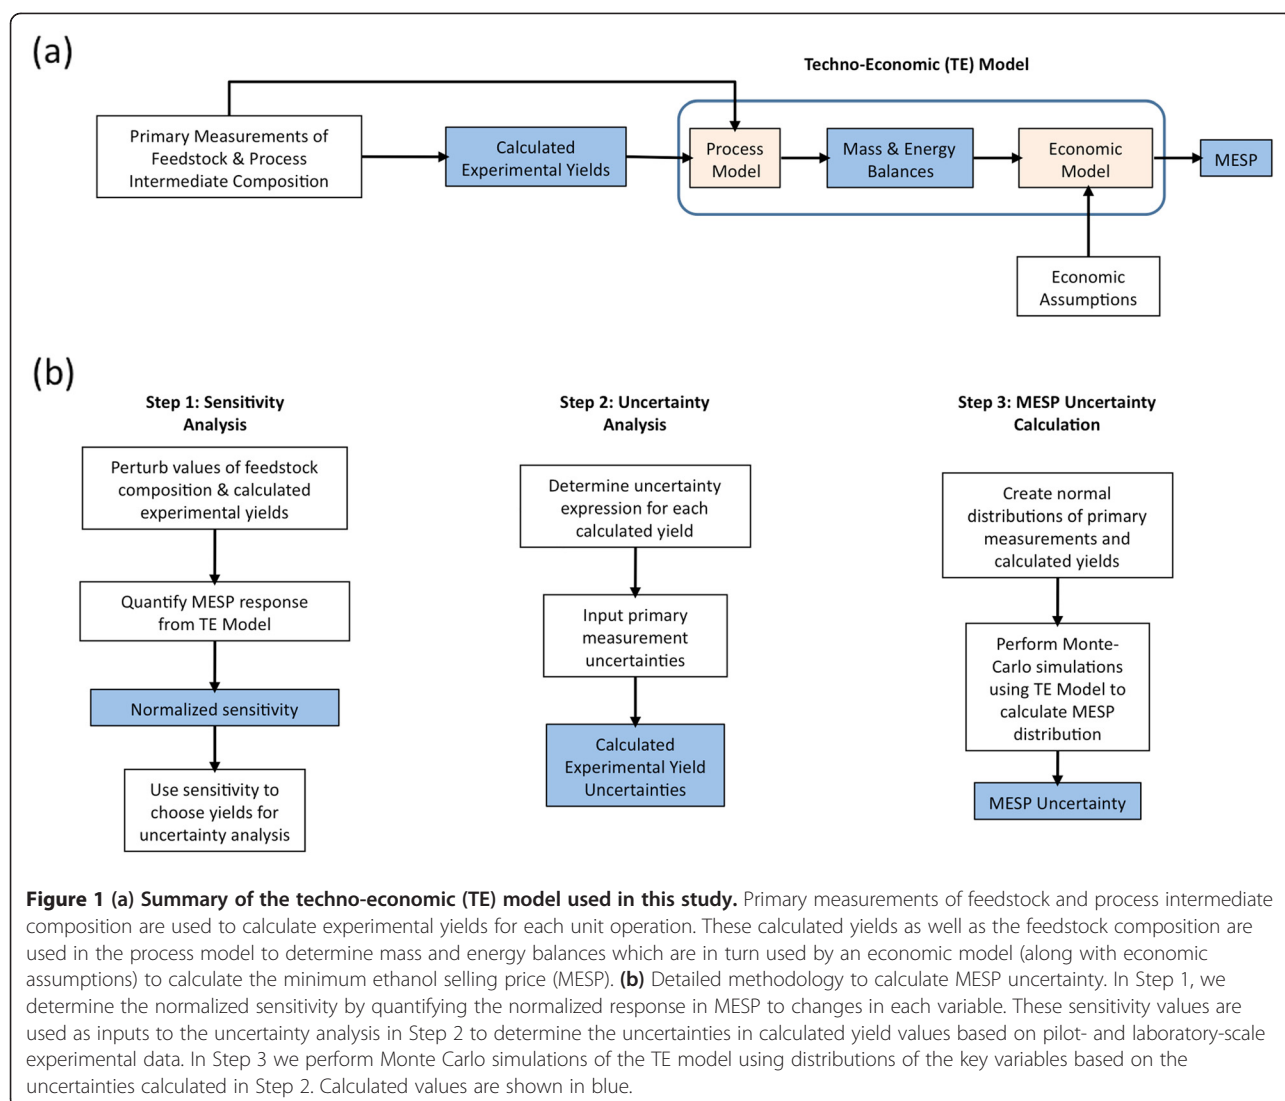 (a)
Techno-Economic (TE) Model
Primary Measurements of
Feedstock & Process
Intermediate Composition
Calculated
Experimental Yields
Process
Model
Mass & Energy
Balances
Economic
Model
MESP
Economic
Assumptions
(b)
Step 1: Sensitivity
Analysis
Perturb values of feedstock
composition & calculated
experimental yields
Quantify MESP response
from TE Model
Normalized sensitivity
Use sensitivity to
choose yields for
uncertainty analysis
Step 2: Uncertainty
Analysis
Determine uncertainty
expression for each
calculated yield
Input primary
measurement
uncertainties
Calculated
Experimental Yield
Uncertainties
Step 3: MESP Uncertainty
Calculation
Create normal
distributions of primary
measurements and
calculated yields
Perform Monte-
Carlo simulations
using TE Model to
calculate MESP
distribution
MESP Uncertainty
Figure 1 (a) Summary of the techno-economic (TE) model used in this study. Primary measurements of feedstock and process intermediate
composition are used to calculate experimental yields for each unit operation. These calculated yields as well as the feedstock composition are
used in the process model to determine mass and energy balances which are in turn used by an economic model (along with economic
assumptions) to calculate the minimum ethanol selling price (MESP). (b) Detailed methodology to calculate MESP uncertainty. In Step 1, we
determine the normalized sensitivity by quantifying the normalized response in MESP to changes in each variable. These sensitivity values are
used as inputs to the uncertainty analysis in Step 2 to determine the uncertainties in calculated yield values based on pilot- and laboratory-scale
experimental data. In Step 3 we perform Monte Carlo simulations of the TE model using distributions of the key variables based on the
uncertainties calculated in Step 2. Calculated values are shown in blue.